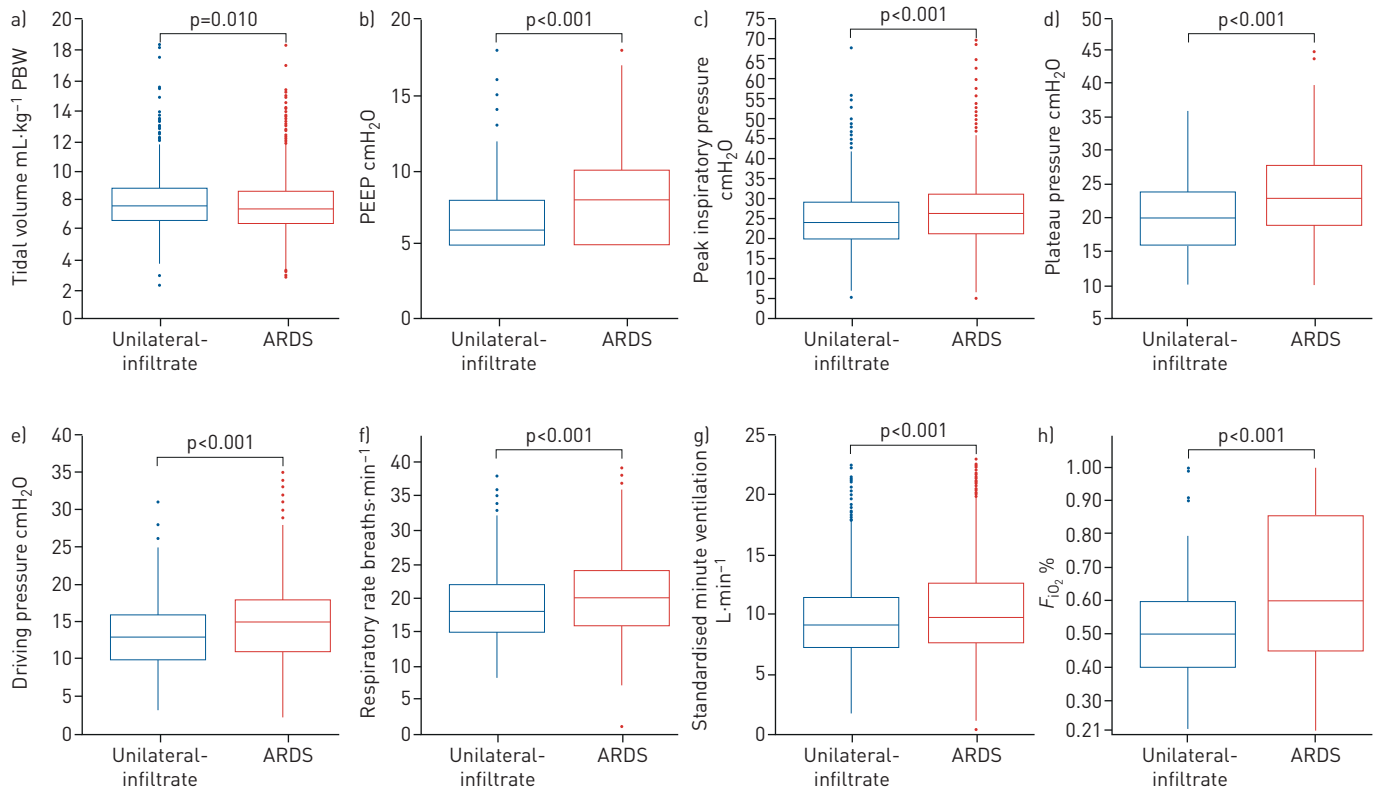 a)
p=0.010
Tidal volume mL·kg⁻¹ PBW
20
18
16
14
12
10
8
6
4
2
0
Unilateral-
infiltrate
ARDS
b)
p<0.001
PEEP cmH₂O
20
15
10
5
0
Unilateral-
infiltrate
ARDS
c)
p<0.001
Peak inspiratory pressure
cmH₂O
75
70
65
60
55
50
45
40
35
30
25
20
15
10
5
0
Unilateral-
infiltrate
ARDS
d)
p<0.001
Plateau pressure cmH₂O
50
45
40
35
30
25
20
15
10
5
Unilateral-
infiltrate
ARDS
e)
p<0.001
Driving pressure cmH₂O
40
35
30
25
20
15
10
5
0
Unilateral-
infiltrate
ARDS
f)
p<0.001
Respiratory rate breaths·min⁻¹
40
35
30
25
20
15
10
5
0
Unilateral-
infiltrate
ARDS
g)
p<0.001
Standardised minute ventilation
L·min⁻¹
25
20
15
10
5
0
Unilateral-
infiltrate
ARDS
h)
p<0.001
FiO₂ %
1.00
0.90
0.80
0.70
0.60
0.50
0.40
0.30
0.21
Unilateral-
infiltrate
ARDS